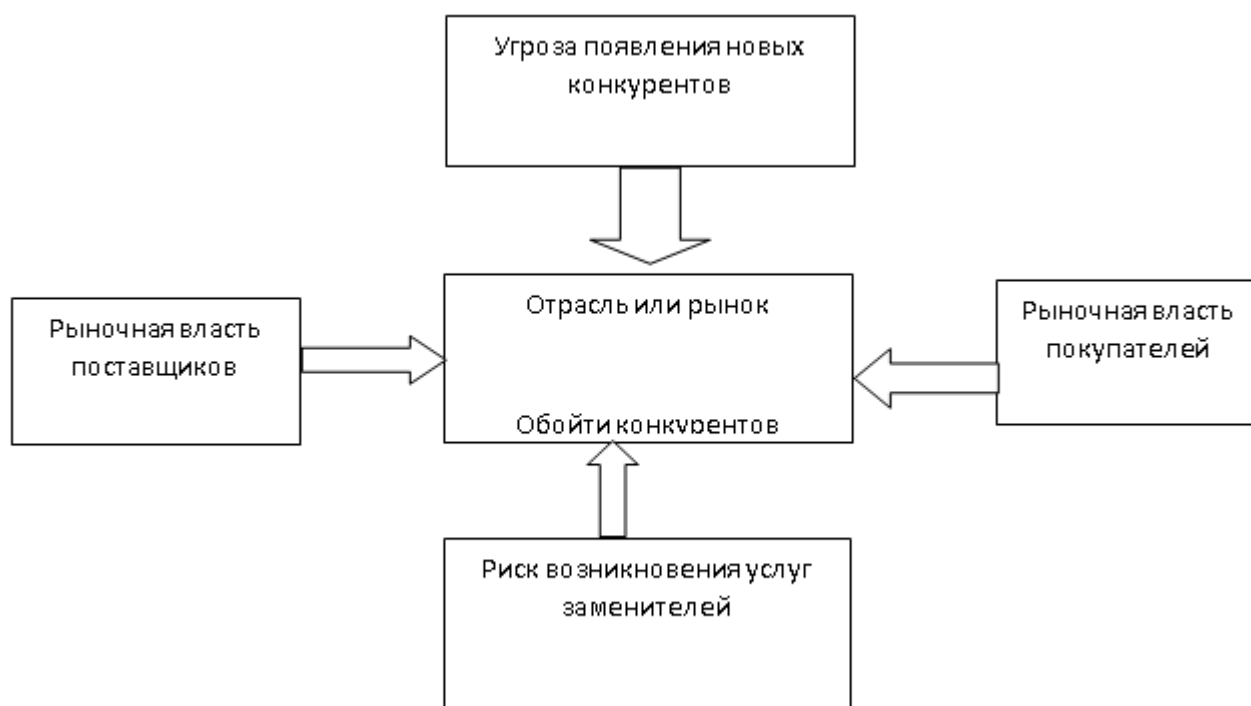 Угроза появления новых
конкурентов
Рыночная власть
поставщиков
Отрасль или рынок
Обойти конкурентов
Рыночная власть
покупателей
Риск возникновения услуг
заменителей